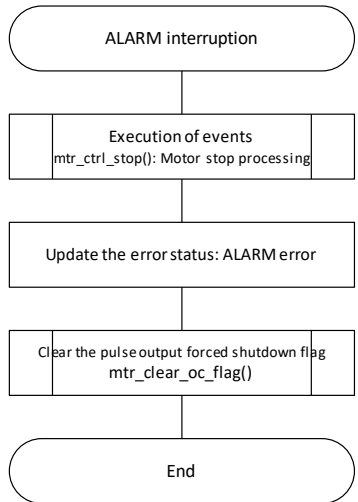 ALARM interruption
Execution of events
mtr_ctrl_stop(): Motor stop processing
Update the error status: ALARM error
Clear the pulse output forced shutdown flag
mtr_clear_oc_flag()
End